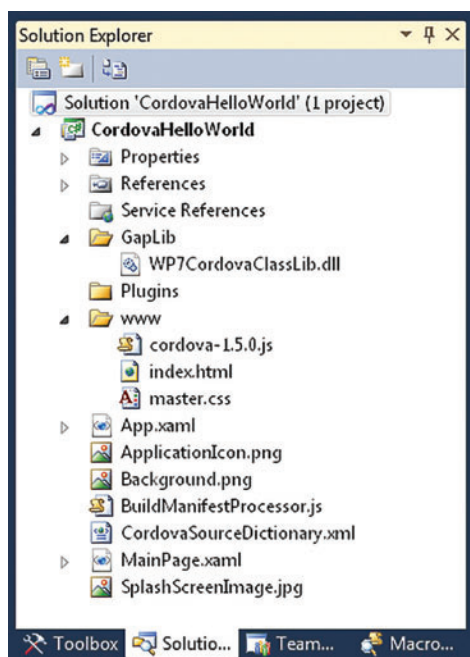 Solution Explorer
Solution 'CordovaHelloWorld' (1 project)
C#
CordovaHelloWorld
Properties
References
Service References
GapLib
WP7CordovaClassLib.dll
Plugins
www
cordova-1.5.0.js
index.html
master.css
App.xaml
ApplicationIcon.png
Background.png
BuildManifestProcessor.js
CordovaSourceDictionary.xml
MainPage.xaml
SplashScreenImage.jpg
Toolbox Solutio... Team... Macro...